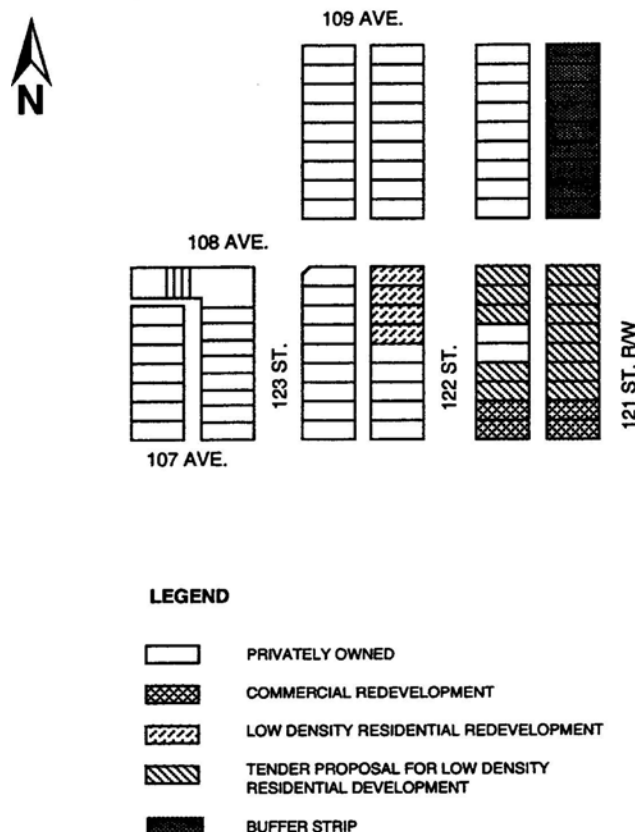 109 AVE.
N
108 AVE.
123 ST.
122 ST.
121 ST. R/W
107 AVE.
LEGEND
PRIVATELY OWNED
COMMERCIAL REDEVELOPMENT
LOW DENSITY RESIDENTIAL REDEVELOPMENT
TENDER PROPOSAL FOR LOW DENSITY
RESIDENTIAL DEVELOPMENT
BUFFER STRIP